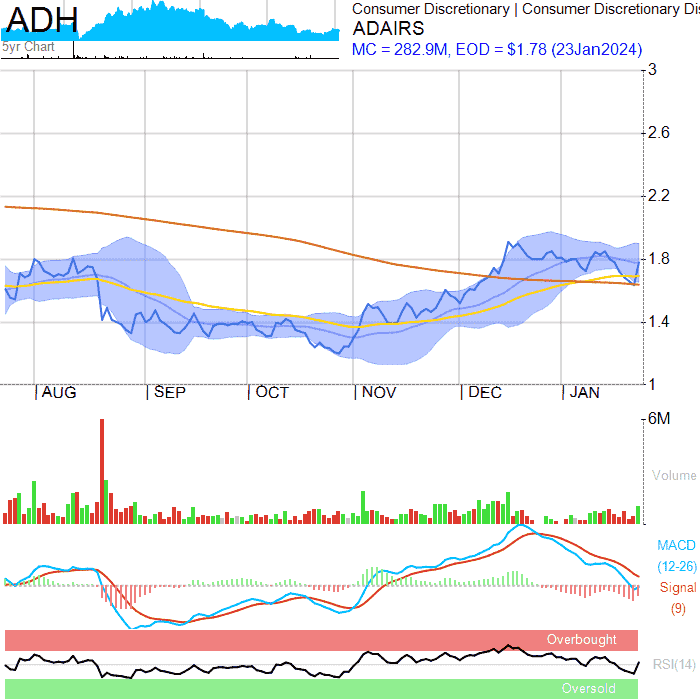 ADH
5yr Chart
Consumer Discretionary | Consumer Discretionary Dis
ADAIRS
MC = 282.9M, EOD = $1.78 (23Jan2024)
3
2.6
2.2
1.8
1.4
1
AUG
SEP
OCT
NOV
DEC
JAN
6M
Volume
MACD
(12-26)
Signal
(9)
Overbought
RSI(14)
Oversold